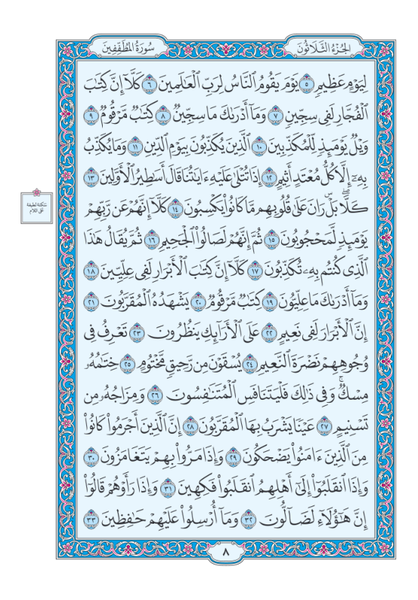 الجزء الثلاثون
سورة المطففين
لِيَوْمٍ عَظِيمٍ ٥ يَوْمَ يَقُومُ ٱلنَّاسُ لِرَبِّ ٱلْعَـٰلَمِينَ ٦ كَلَّآ إِنَّ كِتَـٰبَ
ٱلْفُجَّارِ لَفِى سِجِّينٍ ٧ وَمَآ أَدْرَىٰكَ مَا سِجِّينٌ ٨ كِتَـٰبٌ مَّرْقُومٌ ٩
وَيْلٌ يَوْمَئِذٍ لِّلْمُكَذِّبِينَ ١٠ ٱلَّذِينَ يُكَذِّبُونَ بِيَوْمِ ٱلدِّينِ ١١ وَمَا يُكَذِّبُ
بِهِۦٓ إِلَّا كُلُّ مُعْتَدٍ أَثِيمٍ ١٢ إِذَا تُتْلَىٰ عَلَيْهِ ءَايَـٰتُنَا قَالَ أَسَـٰطِيرُ ٱلْأَوَّلِينَ ١٣
كَلَّا ۖ بَلْ ۜ رَانَ عَلَىٰ قُلُوبِهِم مَّا كَانُوا۟ يَكْسِبُونَ ١٤ كَلَّآ إِنَّهُمْ عَن رَّبِّهِمْ
يَوْمَئِذٍ لَّمَحْجُوبُونَ ١٥ ثُمَّ إِنَّهُمْ لَصَالُوا۟ ٱلْجَحِيمِ ١٦ ثُمَّ يُقَالُ هَـٰذَا
ٱلَّذِى كُنتُم بِهِۦ تُكَذِّبُونَ ١٧ كَلَّآ إِنَّ كِتَـٰبَ ٱلْأَبْرَارِ لَفِى عِلِّيِّينَ ١٨
وَمَآ أَدْرَىٰكَ مَا عِلِّيُّونَ ١٩ كِتَـٰبٌ مَّرْقُومٌ ٢٠ يَشْهَدُهُ ٱلْمُقَرَّبُونَ ٢١
إِنَّ ٱلْأَبْرَارَ لَفِى نَعِيمٍ ٢٢ عَلَى ٱلْأَرَآئِكِ يَنظُرُونَ ٢٣ تَعْرِفُ فِى
وُجُوهِهِمْ نَضْرَةَ ٱلنَّعِيمِ ٢٤ يُسْقَوْنَ مِن رَّحِيقٍ مَّخْتُومٍ ٢٥ خِتَـٰمُهُۥ
مِسْكٌ ۚ وَفِى ذَٰلِكَ فَلْيَتَنَافَسِ ٱلْمُتَنَـٰفِسُونَ ٢٦ وَمِزَاجُهُۥ مِن
تَسْنِيمٍ ٢٧ عَيْنًا يَشْرَبُ بِهَا ٱلْمُقَرَّبُونَ ٢٨ إِنَّ ٱلَّذِينَ أَجْرَمُوا۟ كَانُوا۟
مِنَ ٱلَّذِينَ ءَامَنُوا۟ يَضْحَكُونَ ٢٩ وَإِذَا مَرُّوا۟ بِهِمْ يَتَغَامَزُونَ ٣٠
وَإِذَا ٱنقَلَبُوٓا۟ إِلَىٰٓ أَهْلِهِمُ ٱنقَلَبُوا۟ فَكِهِينَ ٣١ وَإِذَا رَأَوْهُمْ قَالُوٓا۟
إِنَّ هَـٰٓؤُلَآءِ لَضَآلُّونَ ٣٢ وَمَآ أُرْسِلُوا۟ عَلَيْهِمْ حَـٰفِظِينَ ٣٣
٨
سكتة لطيفة
على اللام